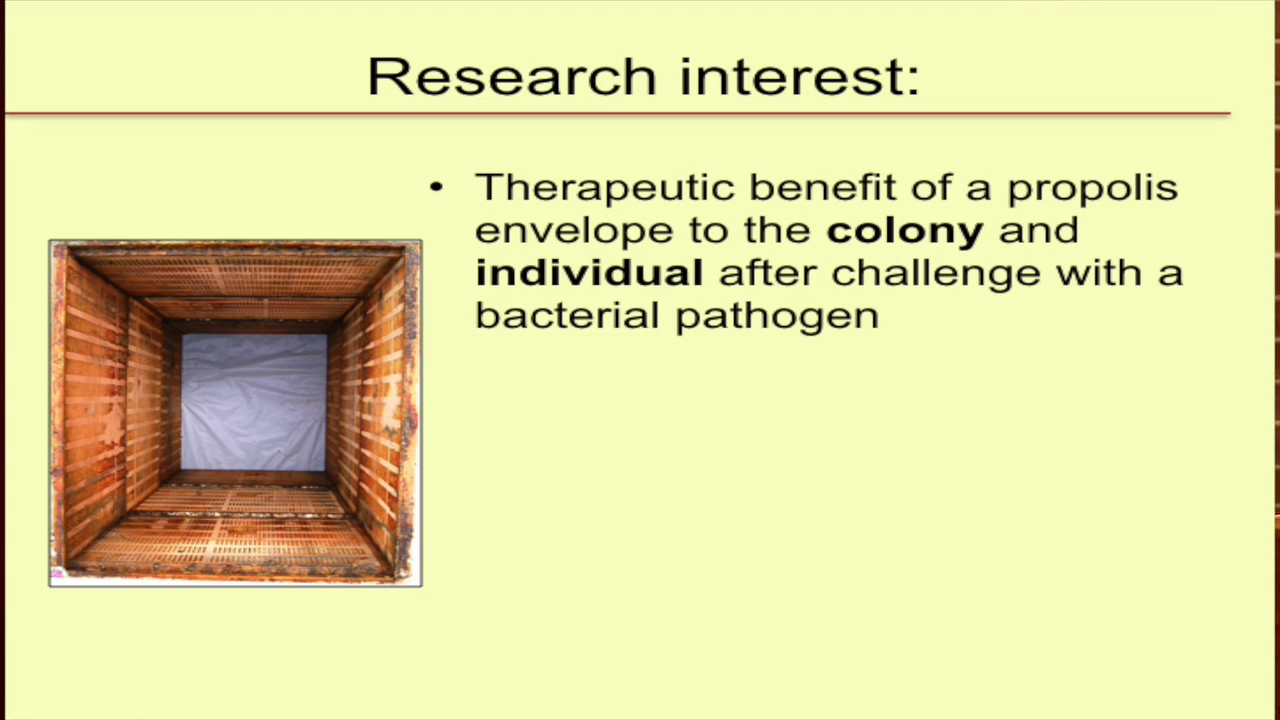 Research interest:
• Therapeutic benefit of a propolis
envelope to the colony and
individual after challenge with a
bacterial pathogen